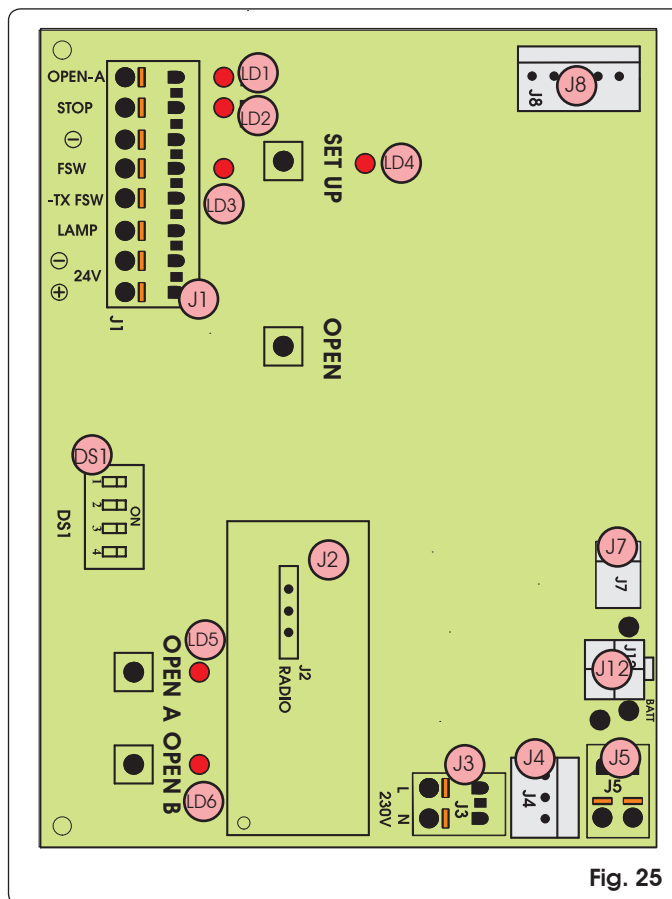 OPEN-A
LD1
STOP
LD2
⊖
FSW
LD3
-TX FSW
LAMP
⊖
24V
⊕
J1
J1
SET UP
LD4
J8
J8
OPEN
DS1
1
2
3
4
ON
DS1
J2
J2
RADIO
LD5
OPEN A
OPEN B
LD6
J7
J7
J12
BATT
J3
J3
L
N
230V
J4
J4
J5
J5
Fig. 25